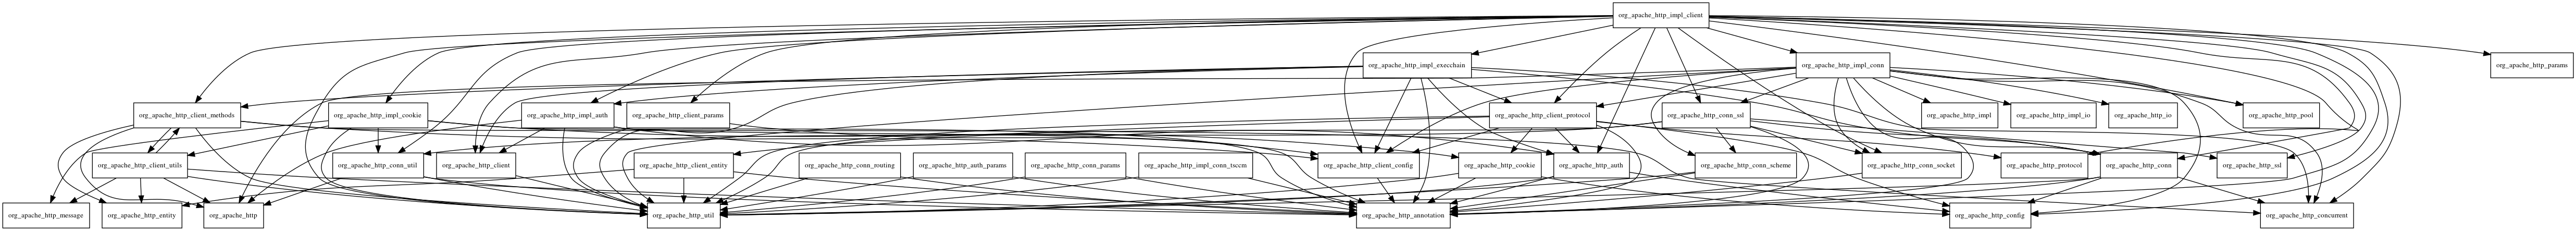 org_apache_http_impl_client
org_apache_http_impl_execchain
org_apache_http_impl_conn
org_apache_http_params
org_apache_http_client_methods
org_apache_http_impl_cookie
org_apache_http_impl_auth
org_apache_http_client_params
org_apache_http_client_protocol
org_apache_http_conn_ssl
org_apache_http_impl
org_apache_http_impl_io
org_apache_http_io
org_apache_http_pool
org_apache_http_client_utils
org_apache_http_conn_util
org_apache_http_client
org_apache_http_client_entity
org_apache_http_conn_routing
org_apache_http_auth_params
org_apache_http_conn_params
org_apache_http_impl_conn_tsccm
org_apache_http_client_config
org_apache_http_cookie
org_apache_http_auth
org_apache_http_conn_scheme
org_apache_http_conn_socket
org_apache_http_protocol
org_apache_http_conn
org_apache_http_ssl
org_apache_http_message
org_apache_http_entity
org_apache_http
org_apache_http_util
org_apache_http_annotation
org_apache_http_config
org_apache_http_concurrent